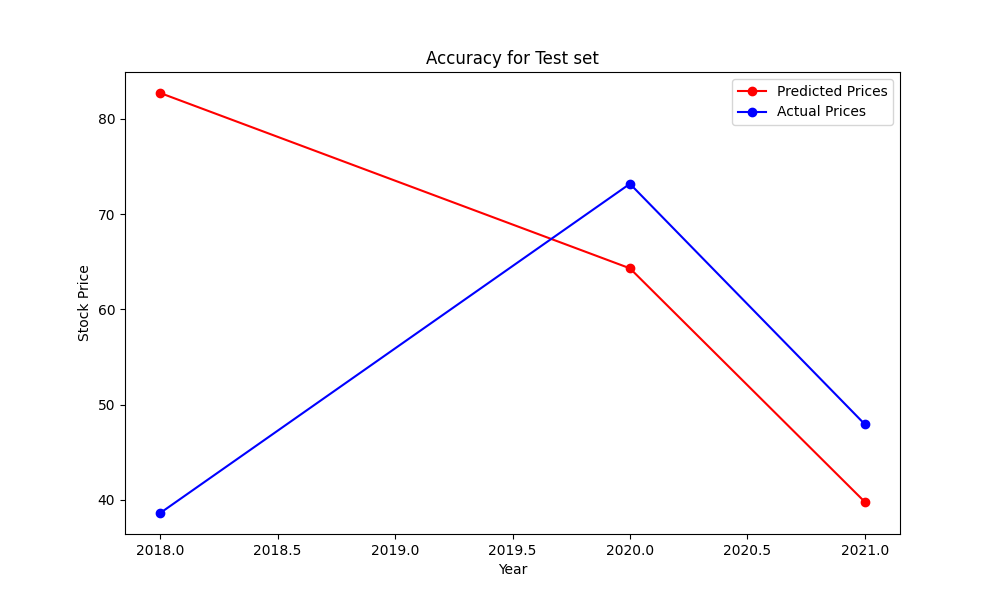 Accuracy for Test set
Predicted Prices
Actual Prices
80
70
60
50
40
Stock Price
2018.0 2018.5 2019.0 2019.5 2020.0 2020.5 2021.0
Year